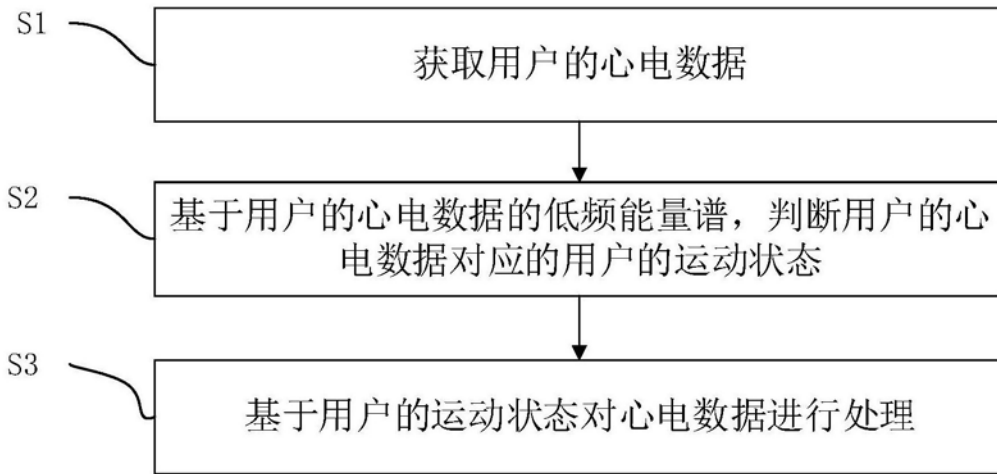 S1
获取用户的心电数据
S2
基于用户的心电数据的低频能量谱，判断用户的心
电数据对应的用户的运动状态
S3
基于用户的运动状态对心电数据进行处理